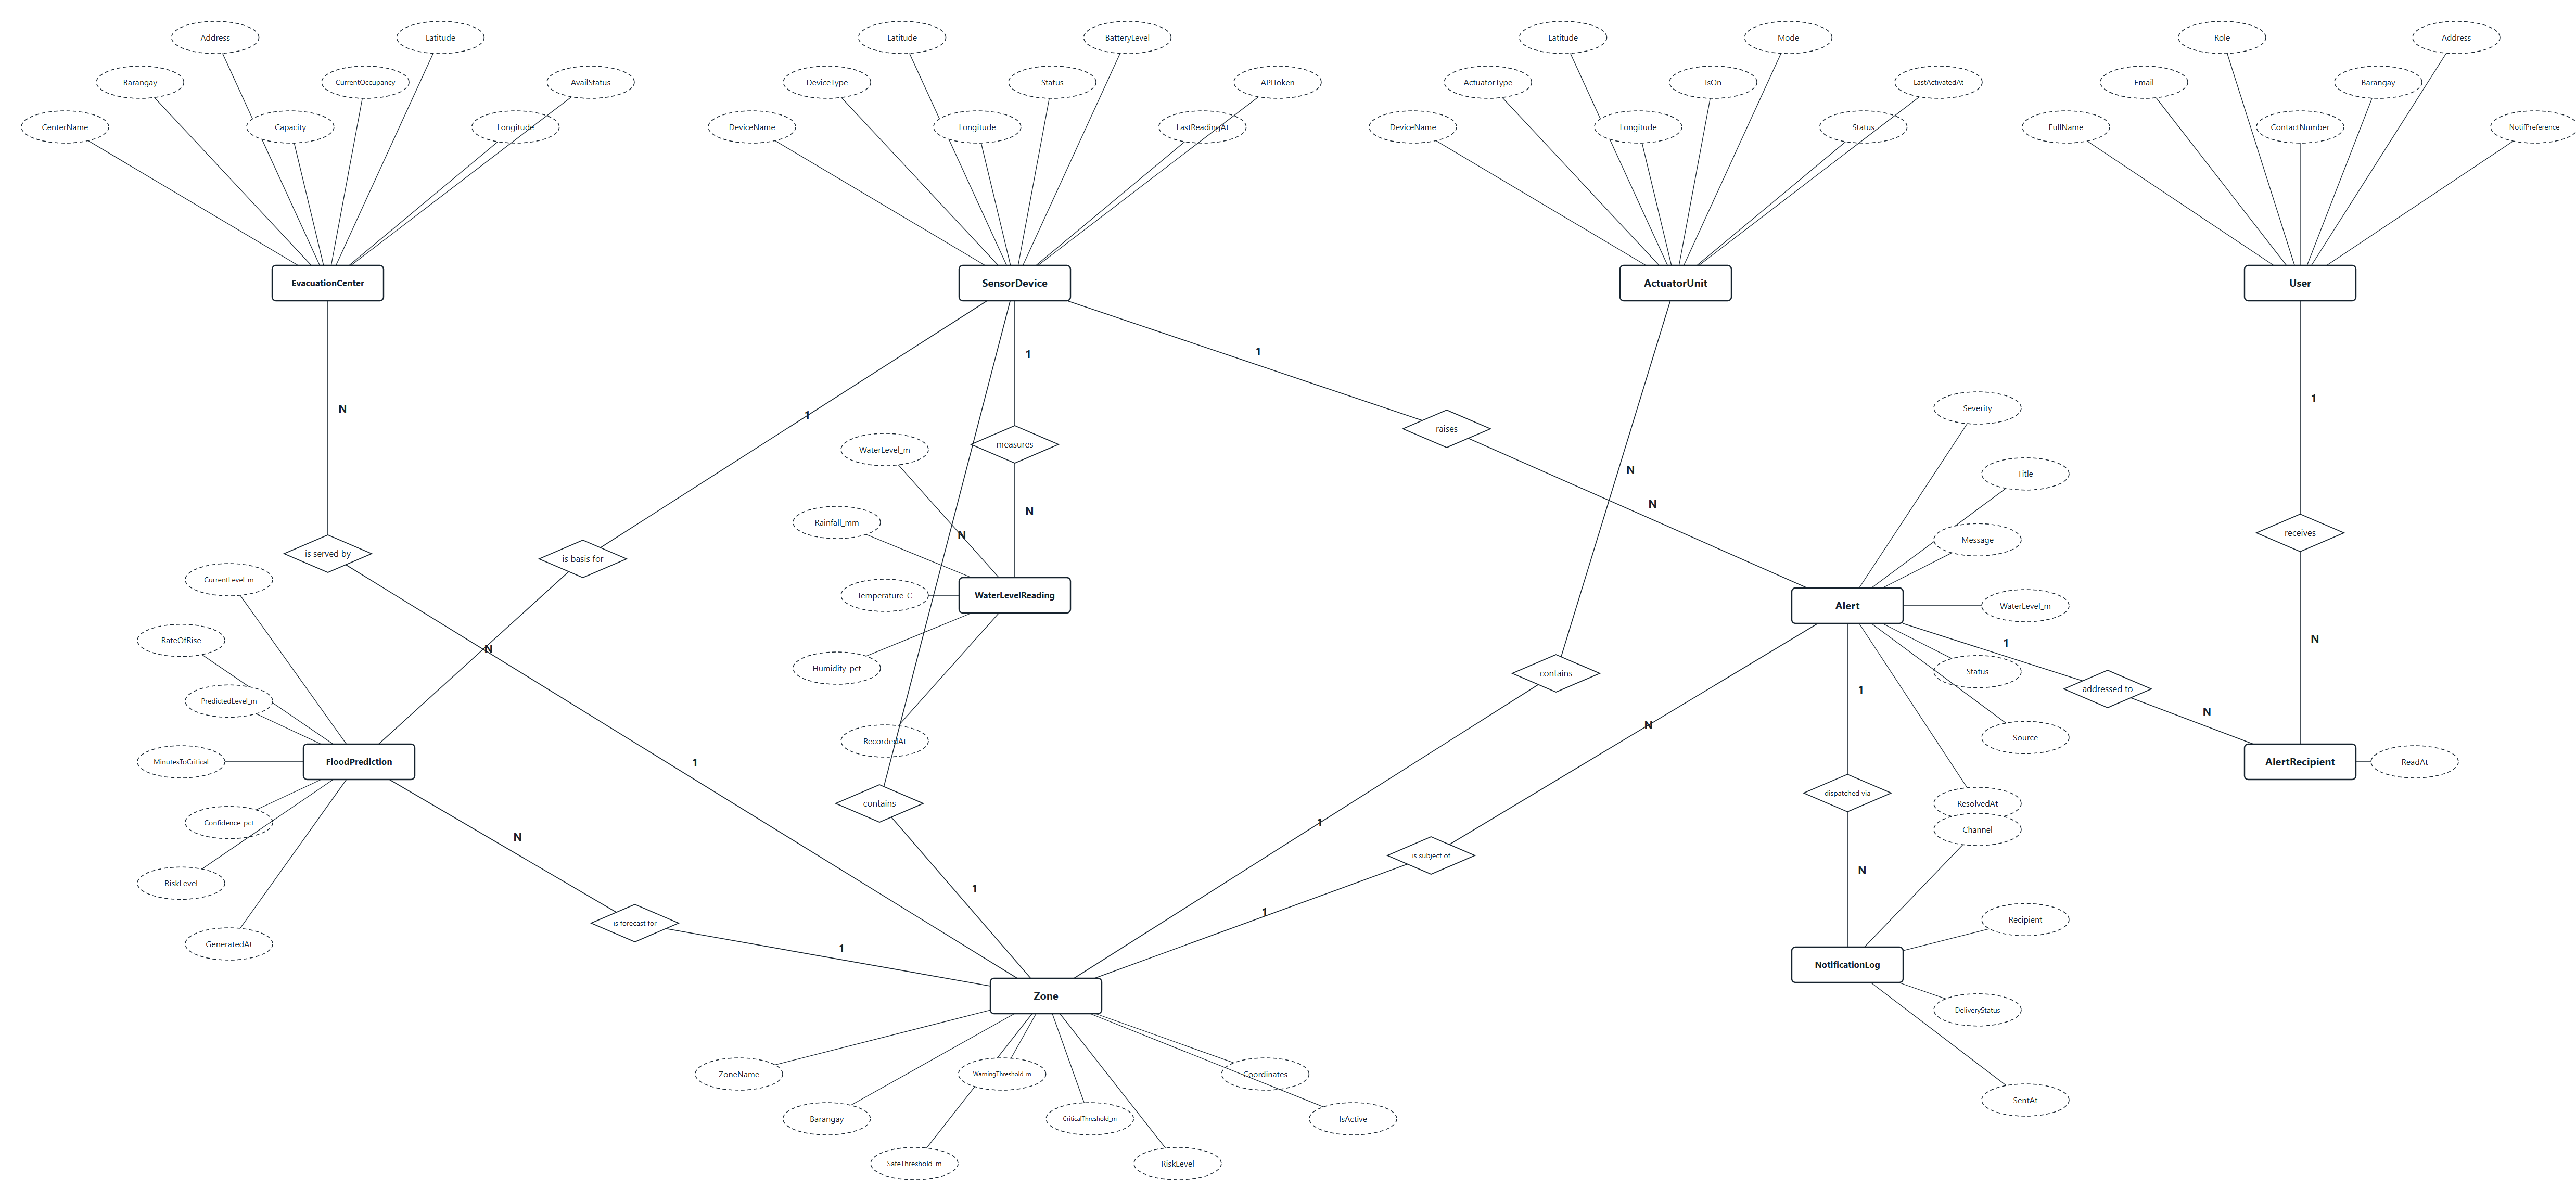 Address
Latitude
Latitude
BatteryLevel
Latitude
Mode
Role
Address
Barangay
CurrentOccupancy
AvailStatus
DeviceType
Status
APIToken
ActuatorType
IsOn
LastActivatedAt
Email
Barangay
CenterName
Capacity
Longitude
DeviceName
Longitude
LastReadingAt
DeviceName
Longitude
Status
FullName
ContactNumber
NotifPreference
EvacuationCenter
SensorDevice
ActuatorUnit
User
1
1
1
1
N
Severity
raises
measures
WaterLevel_m
N
Title
N
N
Rainfall_mm
receives
N
Message
is served by
is basis for
CurrentLevel_m
Temperature_C
WaterLevelReading
Alert
WaterLevel_m
RateOfRise
N
1
N
Humidity_pct
Status
contains
addressed to
1
PredictedLevel_m
N
N
Source
RecordedAt
MinutesToCritical
FloodPrediction
1
AlertRecipient
ReadAt
dispatched via
contains
ResolvedAt
Confidence_pct
1
Channel
N
is subject of
N
RiskLevel
1
1
Recipient
is forecast for
GeneratedAt
1
NotificationLog
Zone
DeliveryStatus
ZoneName
WarningThreshold_m
Coordinates
SentAt
Barangay
CriticalThreshold_m
IsActive
SafeThreshold_m
RiskLevel